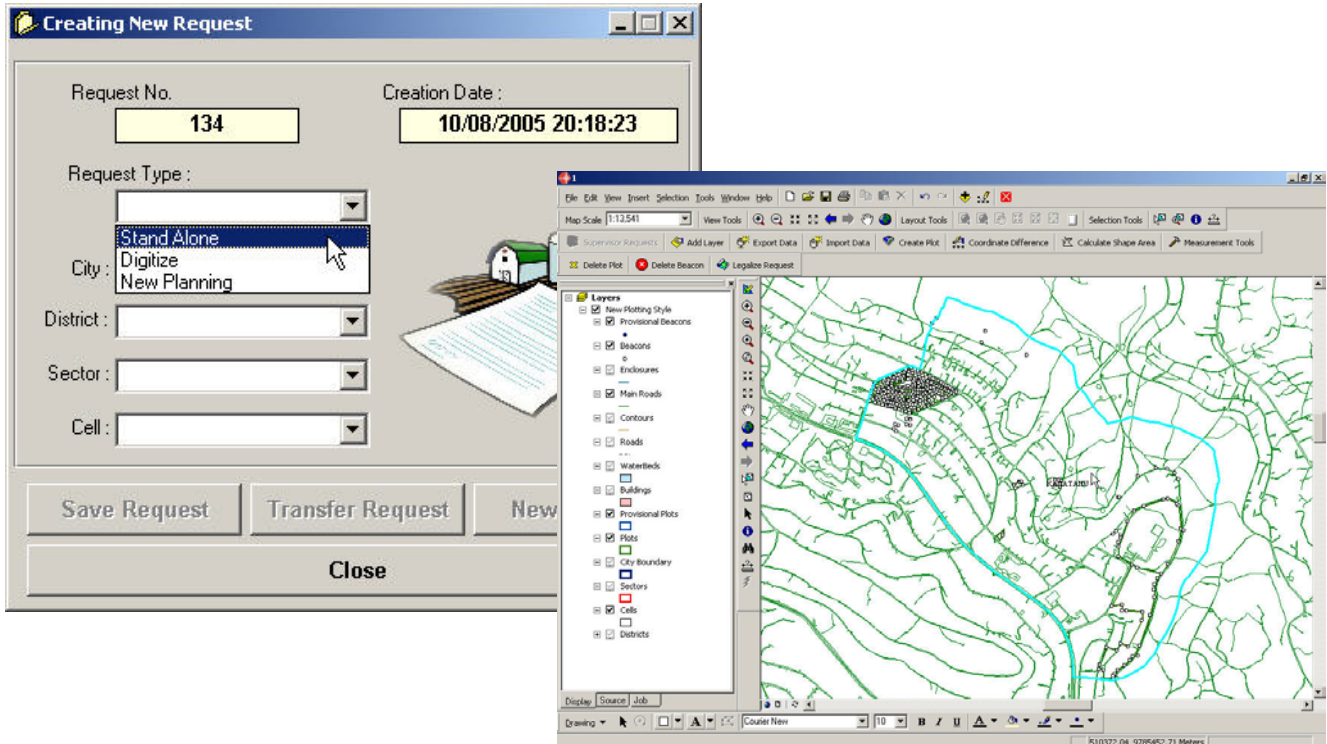 Creating New Request
Request No.
Creation Date :
134
10/08/2005 20:18:23
Request Type :
Stand Alone
Digitize
New Planning
City :
District :
Sector :
Cell :
Save Request
Transfer Request
New
Close
1
File Edit View Insert Selection Tools Window Help
Map Scale 1:13,541 View Tools Layout Tools Selection Tools
Supervisor Requests Add Layer Export Data Import Data Create Plot Coordinate Difference Calculate Shape Area Measurement Tools
Delete Plot Delete Beacon Legalize Request
Layers
New Plotting Style
Provisional Beacons
Beacons
Enclosures
Main Roads
Contours
Roads
WaterBeds
Buildings
Provisional Plots
Plots
City Boundary
Sectors
Cells
Districts
Display Source Job
Drawing A Courier New 10 B I U A
510372.04 9785452.71 Meters